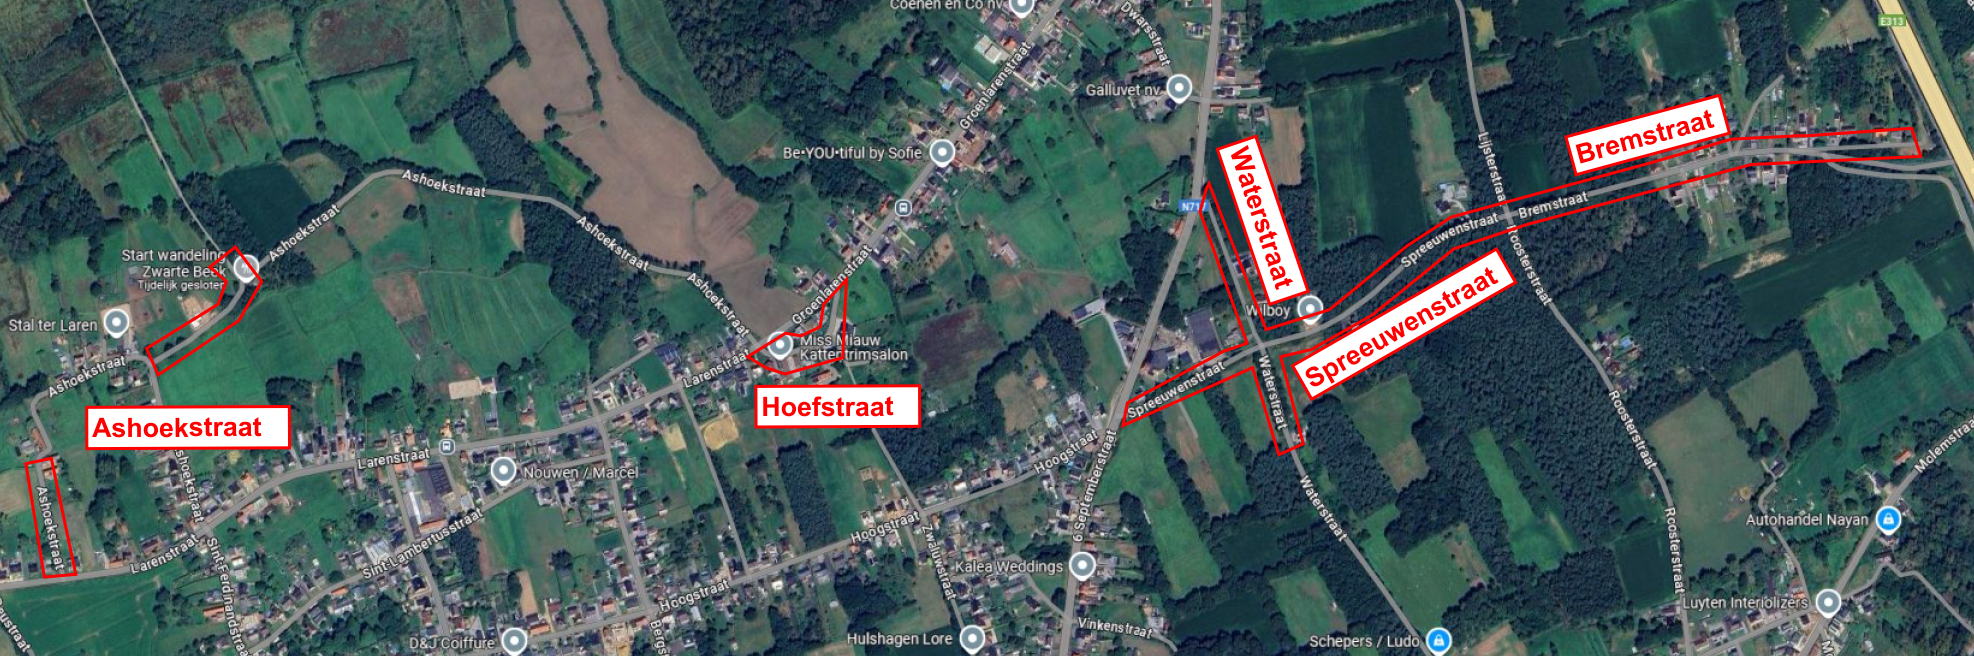 Coenen en Co nv
E313
Dwarsstraat
Groenlarenstraat
Galluvet nv
Be•YOU•tiful by Sofie
Lijsterstraat
Bremstraat
Waterstraat
N717
Ashoekstraat
Ashoekstraat
Ashoekstraat
Ashoekstraat
Spreeuwenstraat
Bremstraat
Roosterstraat
Start wandeling
Zwarte Beek
Tijdelijk gesloten
Groenlarenstraat
Wilboy
Spreeuwenstraat
Stal ter Laren
Miss Miauw
Kattentrimsalon
Larenstraat
Ashoekstraat
Hoefstraat
Spreeuwenstraat
Waterstraat
Roosterstraat
Ashoekstraat
Larenstraat
Nouwen / Marcel
Hoogstraat
6 Septemberstraat
Molemstraa
Ashoekstraat
Ashoekstraat
Larenstraat
Sint-Lambertusstraat
Hoogstraat
Waterstraat
Roosterstraat
Autohandel Nayan
Sint-Ferdinandstraat
Zwaluwstraat
Kalea Weddings
Hoogstraat
Luyten Interiolizers
D&J Coiffure
Hulshagen Lore
Vinkenstraat
Schepers / Ludo